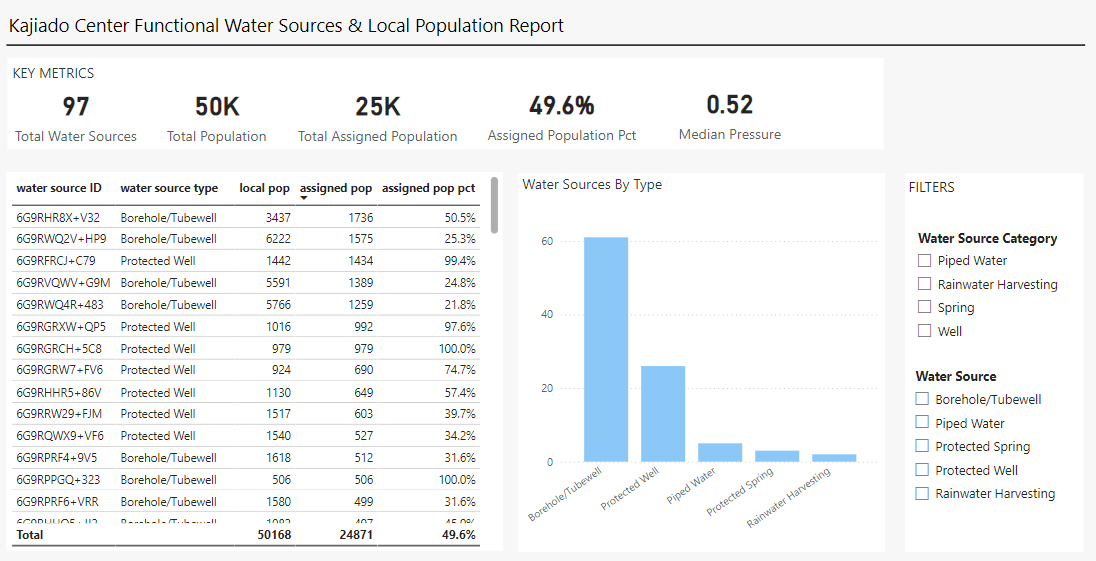 Kajiado Center Functional Water Sources & Local Population Report
KEY METRICS
97 50K 25K 49.6% 0.52
Total Water Sources Total Population Total Assigned Population Assigned Population Pct Median Pressure
water source ID water source type local pop assigned pop assigned pop pct
6G9RHR8X+V32 Borehole/Tubewell 3437 1736 50.5%
6G9RWQ2V+HP9 Borehole/Tubewell 6222 1575 25.3%
6G9RFRCJ+C79 Protected Well 1442 1434 99.4%
6G9RVQWV+G9M Borehole/Tubewell 5591 1389 24.8%
6G9RWQ4R+483 Borehole/Tubewell 5766 1259 21.8%
6G9RGRXW+QP5 Protected Well 1016 992 97.6%
6G9RGRCH+5C8 Protected Well 979 979 100.0%
6G9RGRW7+FV6 Protected Well 924 690 74.7%
6G9RHHR5+86V Protected Well 1130 649 57.4%
6G9RRW29+FJM Protected Well 1517 603 39.7%
6G9RQWX9+VF6 Protected Well 1540 527 34.2%
6G9RPRF4+9V5 Borehole/Tubewell 1618 512 31.6%
6G9RPPGQ+323 Borehole/Tubewell 506 506 100.0%
6G9RPRF6+VRR Borehole/Tubewell 1580 499 31.6%
Total 50168 24871 49.6%
Water Sources By Type
60
40
20
0
Borehole/Tubewell
Protected Well
Piped Water
Protected Spring
Rainwater Harvesting
FILTERS
Water Source Category
Piped Water
Rainwater Harvesting
Spring
Well
Water Source
Borehole/Tubewell
Piped Water
Protected Spring
Protected Well
Rainwater Harvesting